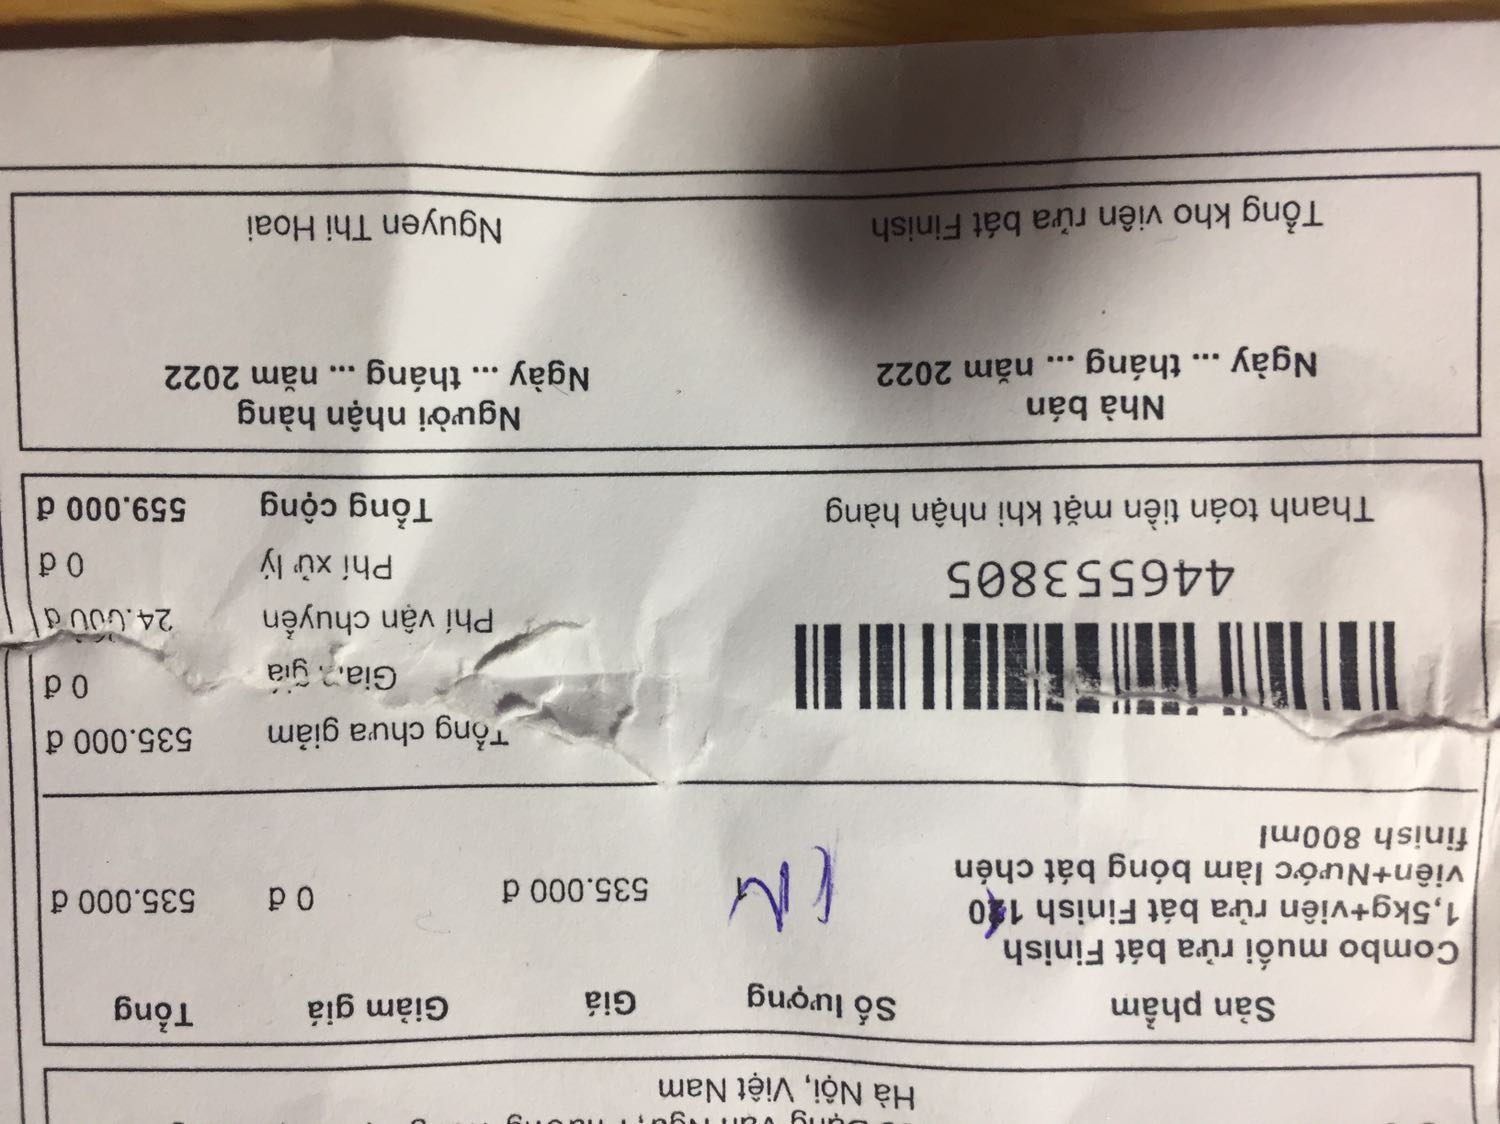 Hà Nội, Việt Nam
Sản phẩm Số lượng Giá Giảm giá Tổng
Combo muối rửa bát Finish
1,5kg+viên rửa bát Finish
viên+Nước làm bóng bát chén
finish 800ml
535.000 đ 0 đ 535.000 đ
Tổng chưa giảm 535.000 đ
giá 0 đ
Phí vận chuyển 24.000 đ
446553805
Phí xử lý 0 đ
Thanh toán tiền mặt khi nhận hàng
Tổng cộng 559.000 đ
Nhà bán
Ngày ... tháng ... năm 2022
Tổng kho viên rửa bát Finish
Người nhận hàng
Ngày ... tháng ... năm 2022
Nguyen Thi Hoai